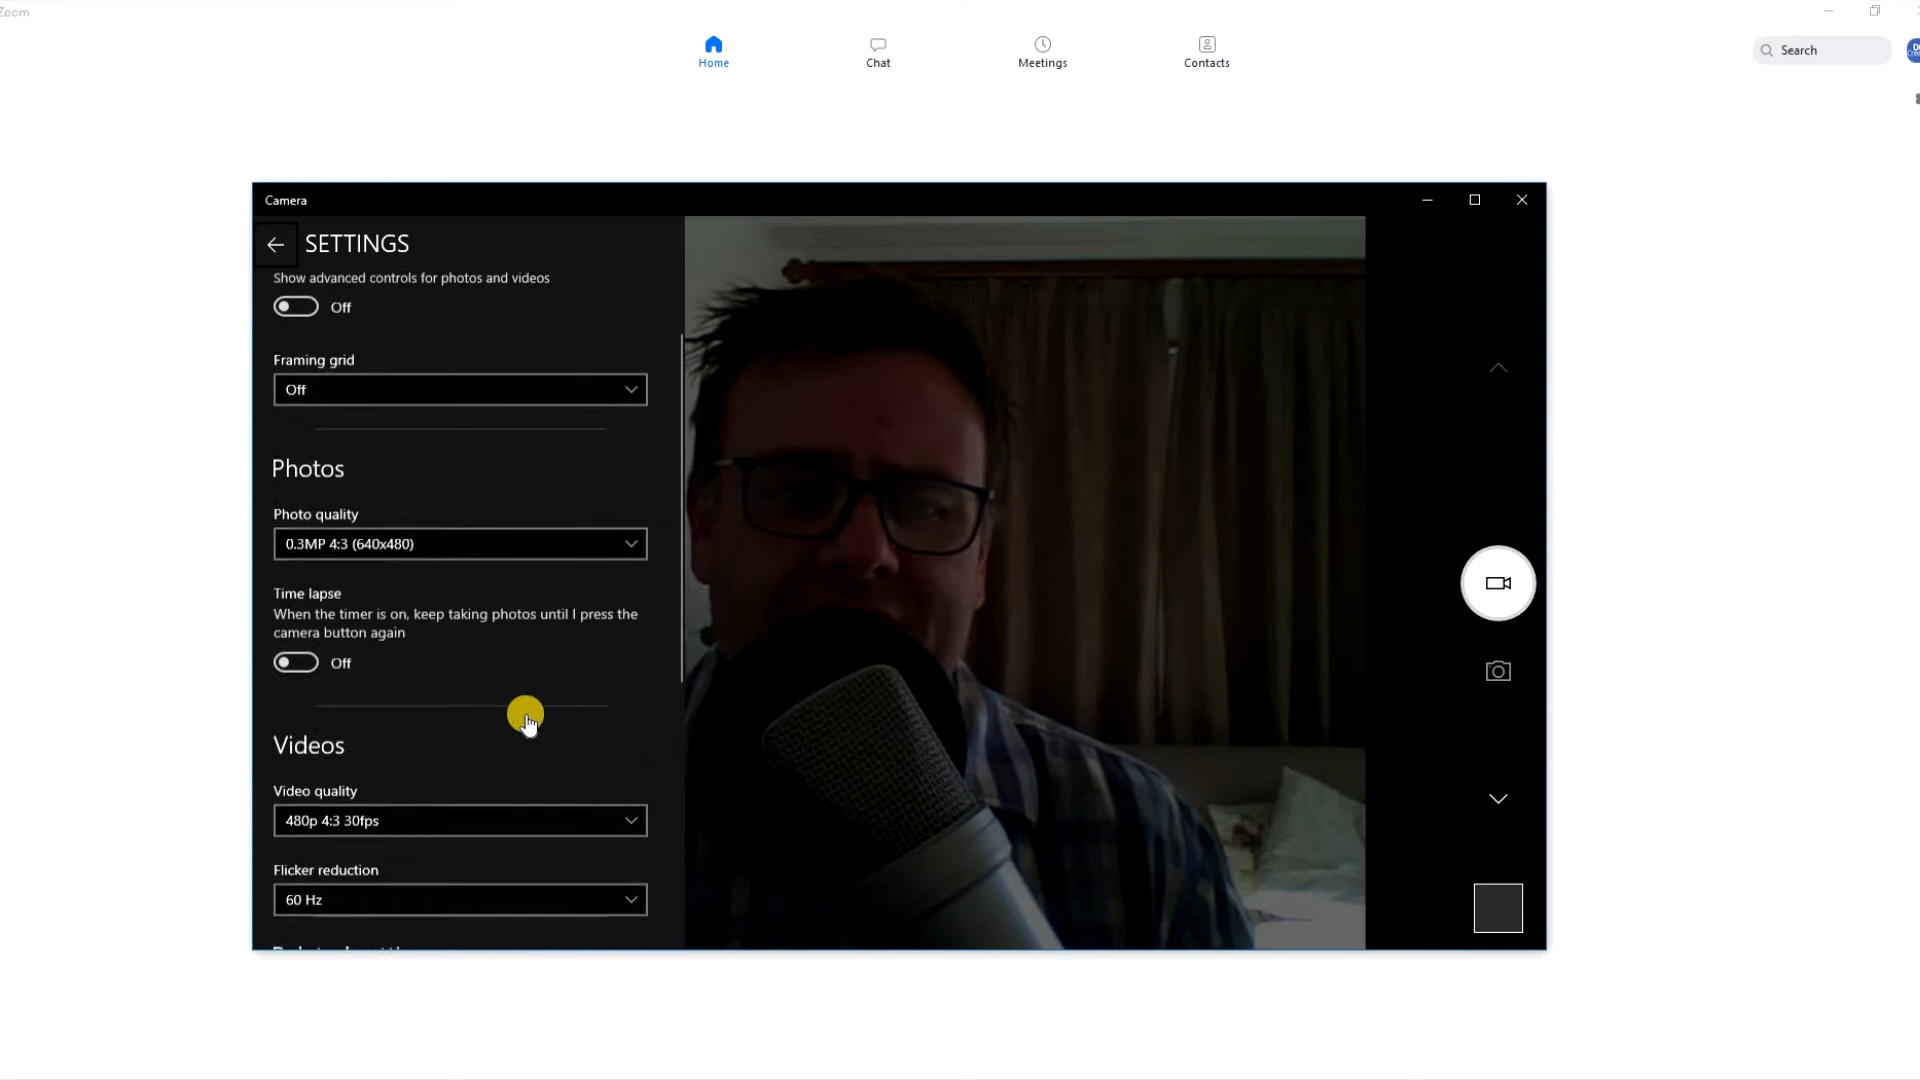 Zoom
Home
Chat
Meetings
Contacts
Search
Camera
SETTINGS
Show advanced controls for photos and videos
Off
Framing grid
Off
Photos
Photo quality
0.3MP 4:3 (640x480)
Time lapse
When the timer is on, keep taking photos until I press the
camera button again
Off
Videos
Video quality
480p 4:3 30fps
Flicker reduction
60 Hz